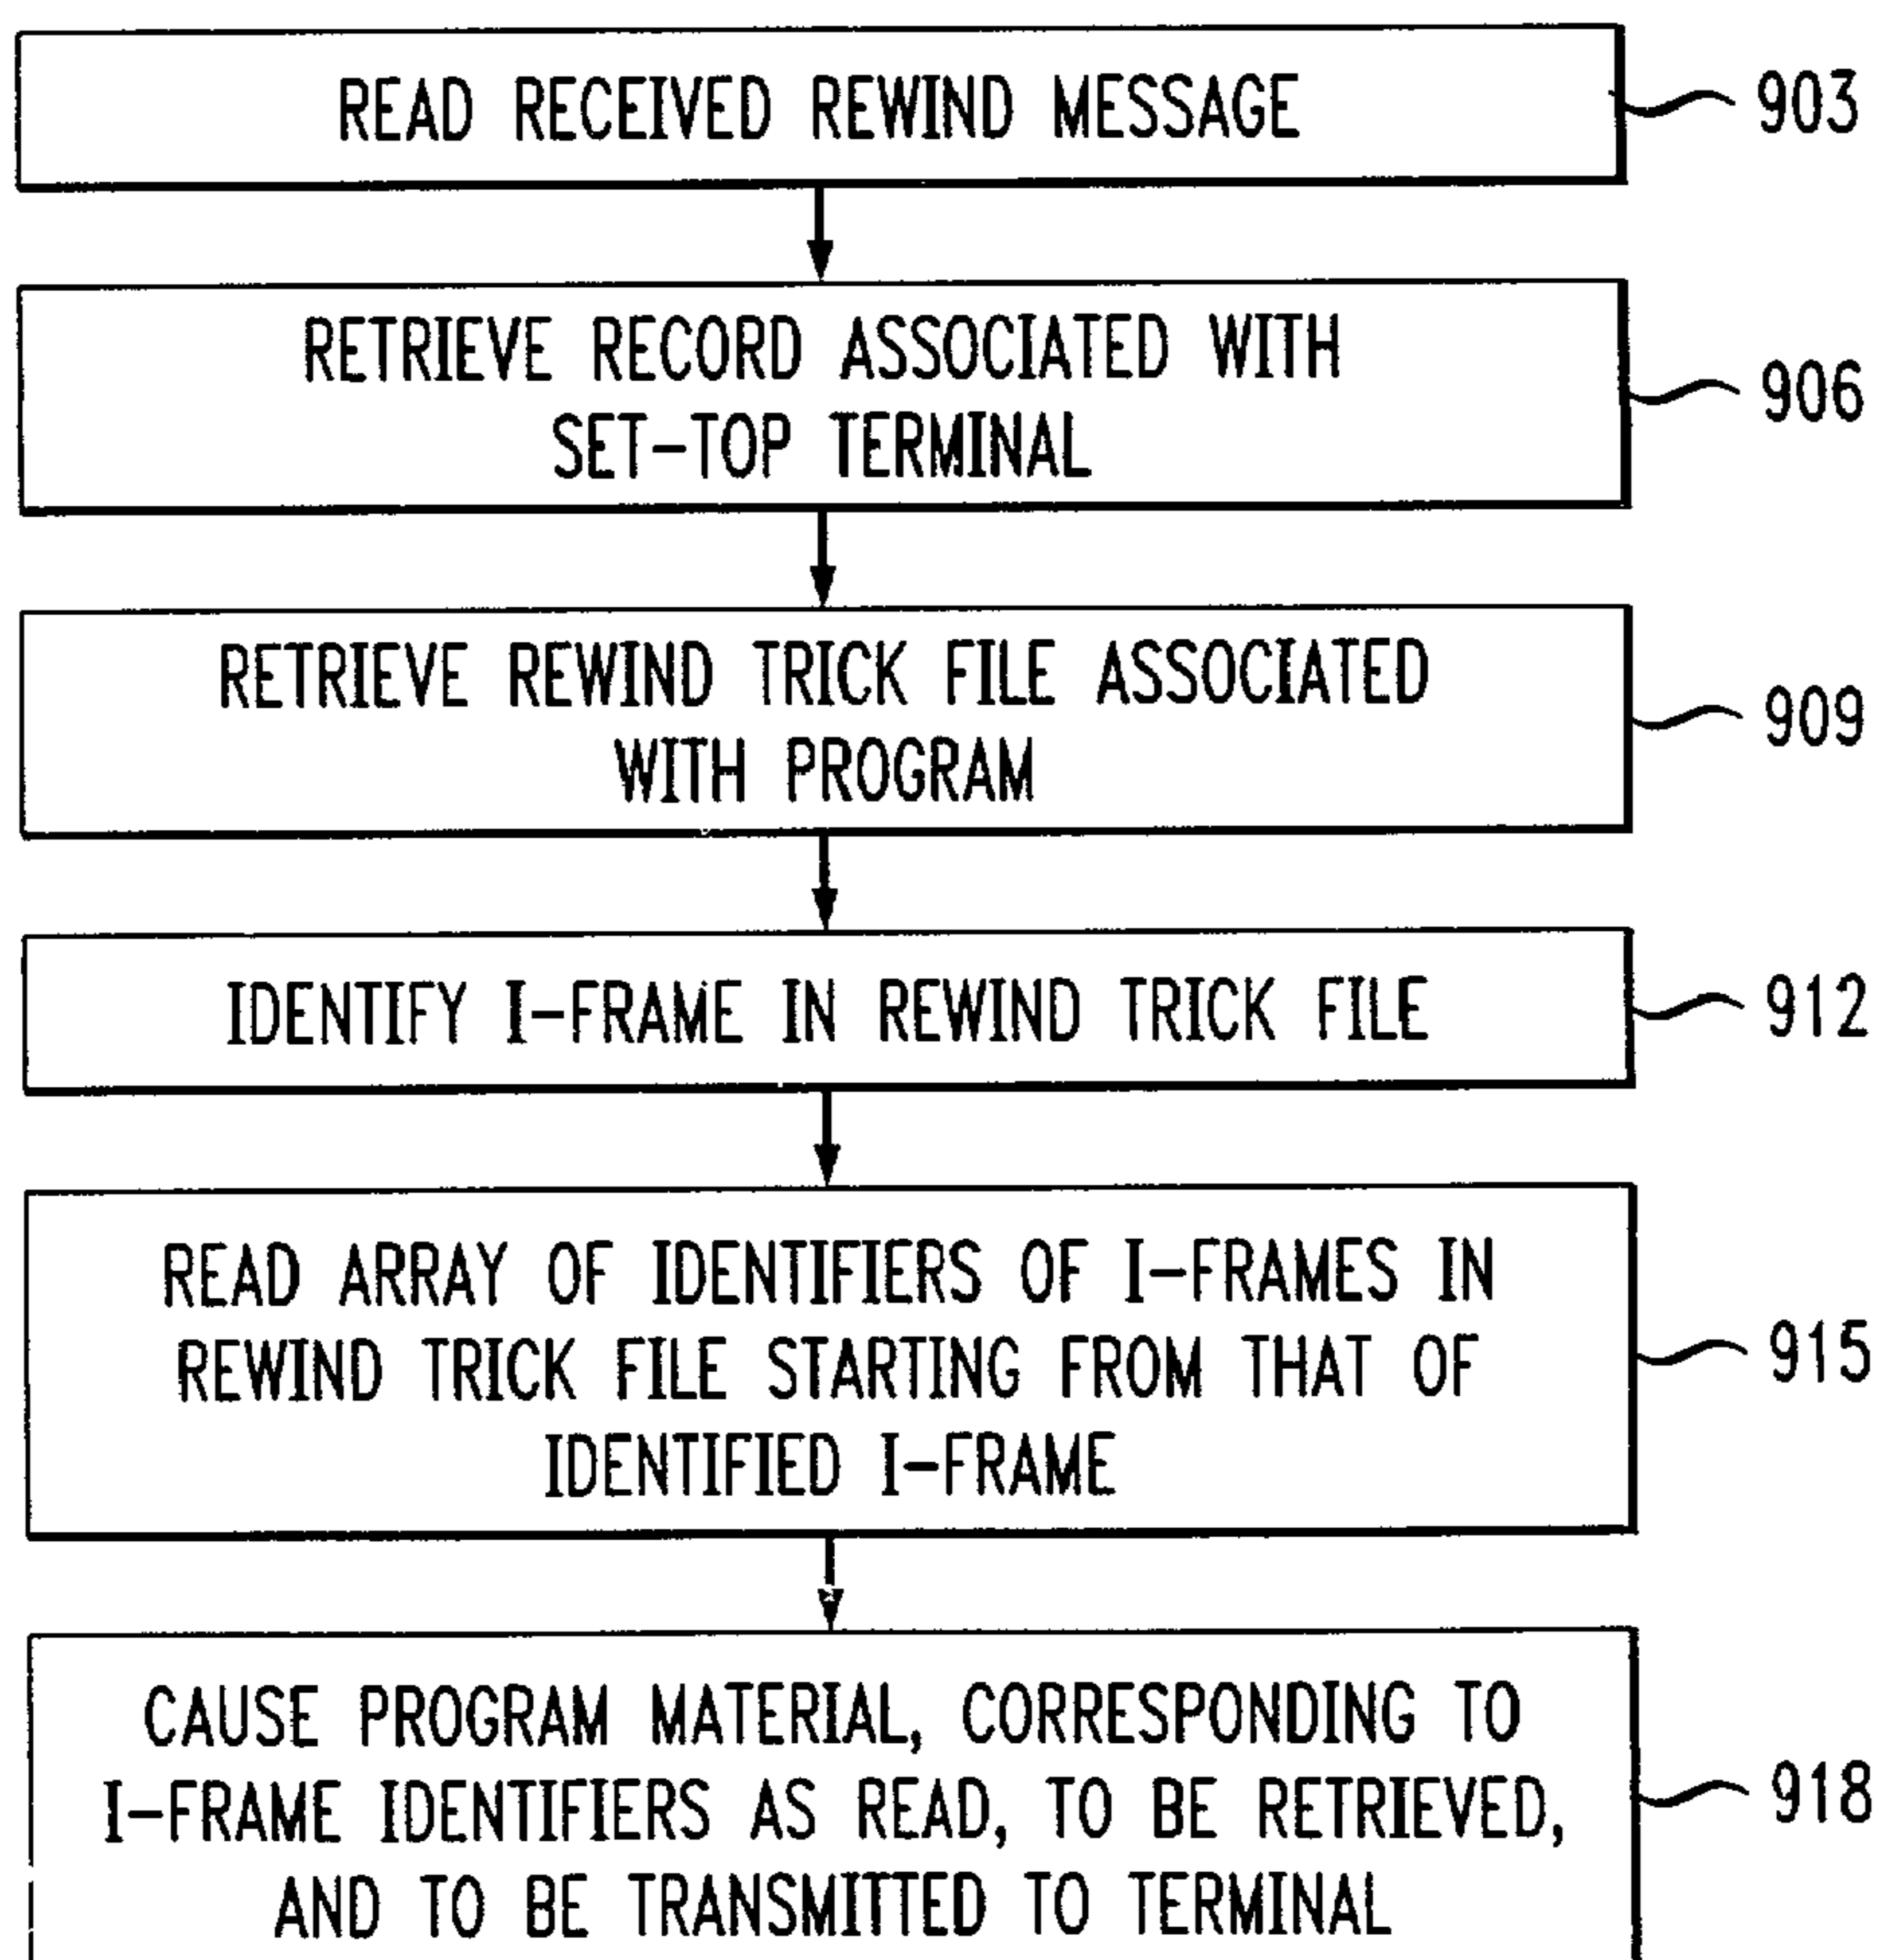 READ RECEIVED REWIND MESSAGE
903
RETRIEVE RECORD ASSOCIATED WITH
SET-TOP TERMINAL
906
RETRIEVE REWIND TRICK FILE ASSOCIATED
WITH PROGRAM
909
IDENTIFY I-FRAME IN REWIND TRICK FILE
912
READ ARRAY OF IDENTIFIERS OF I-FRAMES IN
REWIND TRICK FILE STARTING FROM THAT OF
IDENTIFIED I-FRAME
915
CAUSE PROGRAM MATERIAL, CORRESPONDING TO
I-FRAME IDENTIFIERS AS READ, TO BE RETRIEVED,
AND TO BE TRANSMITTED TO TERMINAL
918